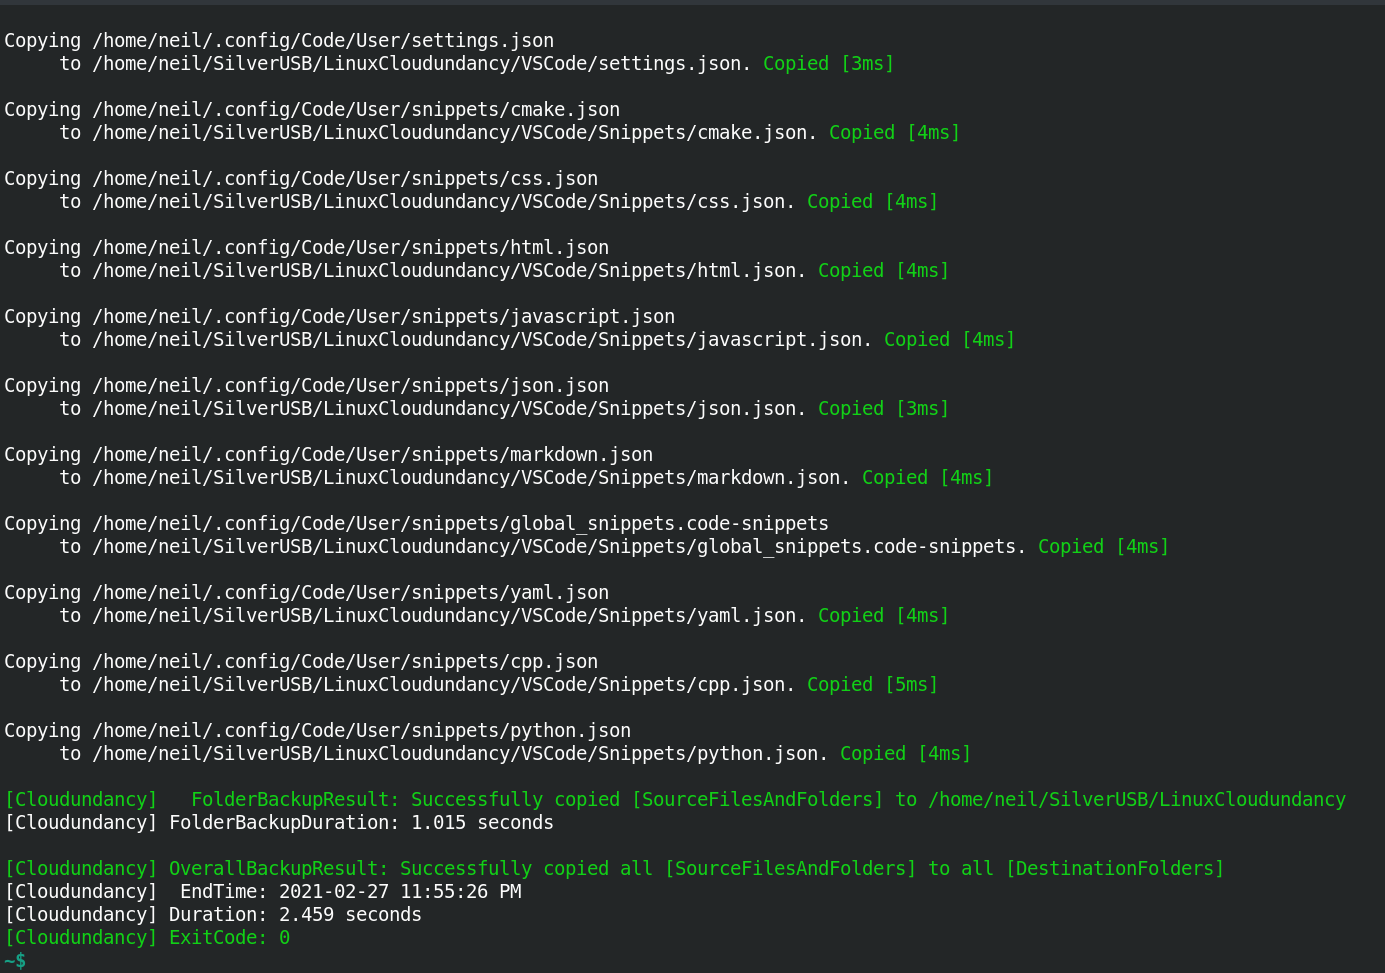 Copying /home/neil/.config/Code/User/settings.json
     to /home/neil/SilverUSB/LinuxCloudundancy/VSCode/settings.json. Copied [3ms]
Copying /home/neil/.config/Code/User/snippets/cmake.json
     to /home/neil/SilverUSB/LinuxCloudundancy/VSCode/Snippets/cmake.json. Copied [4ms]
Copying /home/neil/.config/Code/User/snippets/css.json
     to /home/neil/SilverUSB/LinuxCloudundancy/VSCode/Snippets/css.json. Copied [4ms]
Copying /home/neil/.config/Code/User/snippets/html.json
     to /home/neil/SilverUSB/LinuxCloudundancy/VSCode/Snippets/html.json. Copied [4ms]
Copying /home/neil/.config/Code/User/snippets/javascript.json
     to /home/neil/SilverUSB/LinuxCloudundancy/VSCode/Snippets/javascript.json. Copied [4ms]
Copying /home/neil/.config/Code/User/snippets/json.json
     to /home/neil/SilverUSB/LinuxCloudundancy/VSCode/Snippets/json.json. Copied [3ms]
Copying /home/neil/.config/Code/User/snippets/markdown.json
     to /home/neil/SilverUSB/LinuxCloudundancy/VSCode/Snippets/markdown.json. Copied [4ms]
Copying /home/neil/.config/Code/User/snippets/global_snippets.code-snippets
     to /home/neil/SilverUSB/LinuxCloudundancy/VSCode/Snippets/global_snippets.code-snippets. Copied [4ms]
Copying /home/neil/.config/Code/User/snippets/yaml.json
     to /home/neil/SilverUSB/LinuxCloudundancy/VSCode/Snippets/yaml.json. Copied [4ms]
Copying /home/neil/.config/Code/User/snippets/cpp.json
     to /home/neil/SilverUSB/LinuxCloudundancy/VSCode/Snippets/cpp.json. Copied [5ms]
Copying /home/neil/.config/Code/User/snippets/python.json
     to /home/neil/SilverUSB/LinuxCloudundancy/VSCode/Snippets/python.json. Copied [4ms]
[Cloudundancy]   FolderBackupResult: Successfully copied [SourceFilesAndFolders] to /home/neil/SilverUSB/LinuxCloudundancy
[Cloudundancy] FolderBackupDuration: 1.015 seconds
[Cloudundancy] OverallBackupResult: Successfully copied all [SourceFilesAndFolders] to all [DestinationFolders]
[Cloudundancy]  EndTime: 2021-02-27 11:55:26 PM
[Cloudundancy] Duration: 2.459 seconds
[Cloudundancy] ExitCode: 0
~$